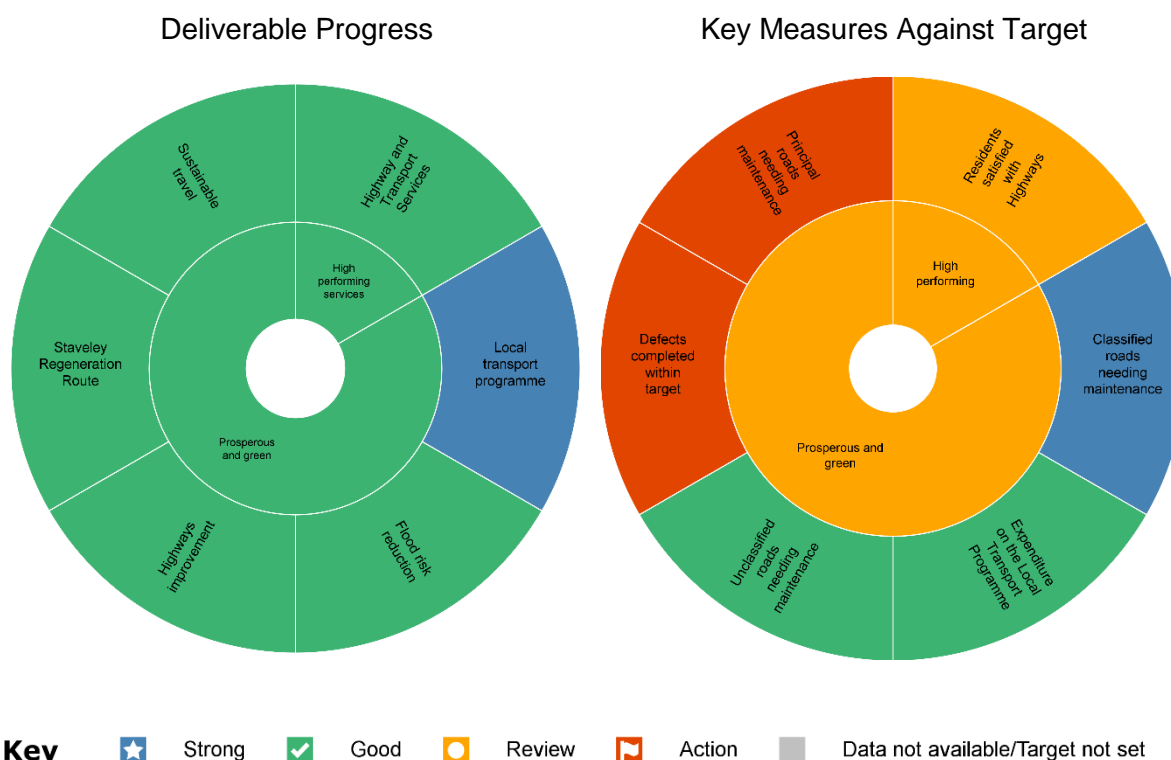 Deliverable Progress
Key Measures Against Target
Sustainable
travel
Highway and
Transport
Services
High
performing
services
Local
transport
programme
Staveley
Regeneration
Route
Prosperous
and green
Highways
improvement
Flood risk
reduction
Principal
roads
needing
maintenance
Residents
satisfied
with
Highways
High
performing
Classified
roads
needing
maintenance
Defects
completed
within
target
Prosperous and
green
Unclassified
roads
needing
maintenance
Expenditure
on the Local
Transport
Programme
Key
Strong
Good
Review
Action
Data not available/Target not set